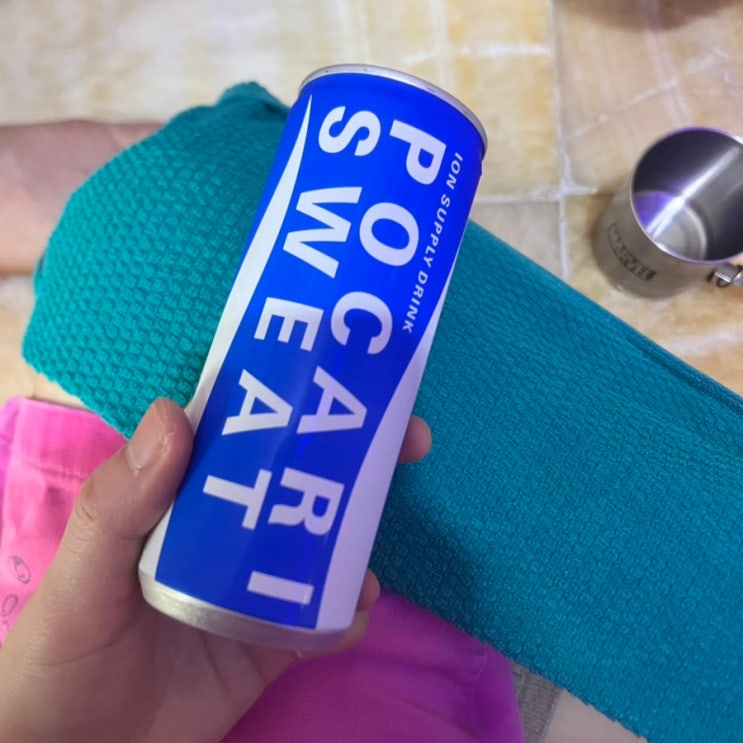 POCARI
SWEAT
ION SUPPLY DRINK
MARVEL